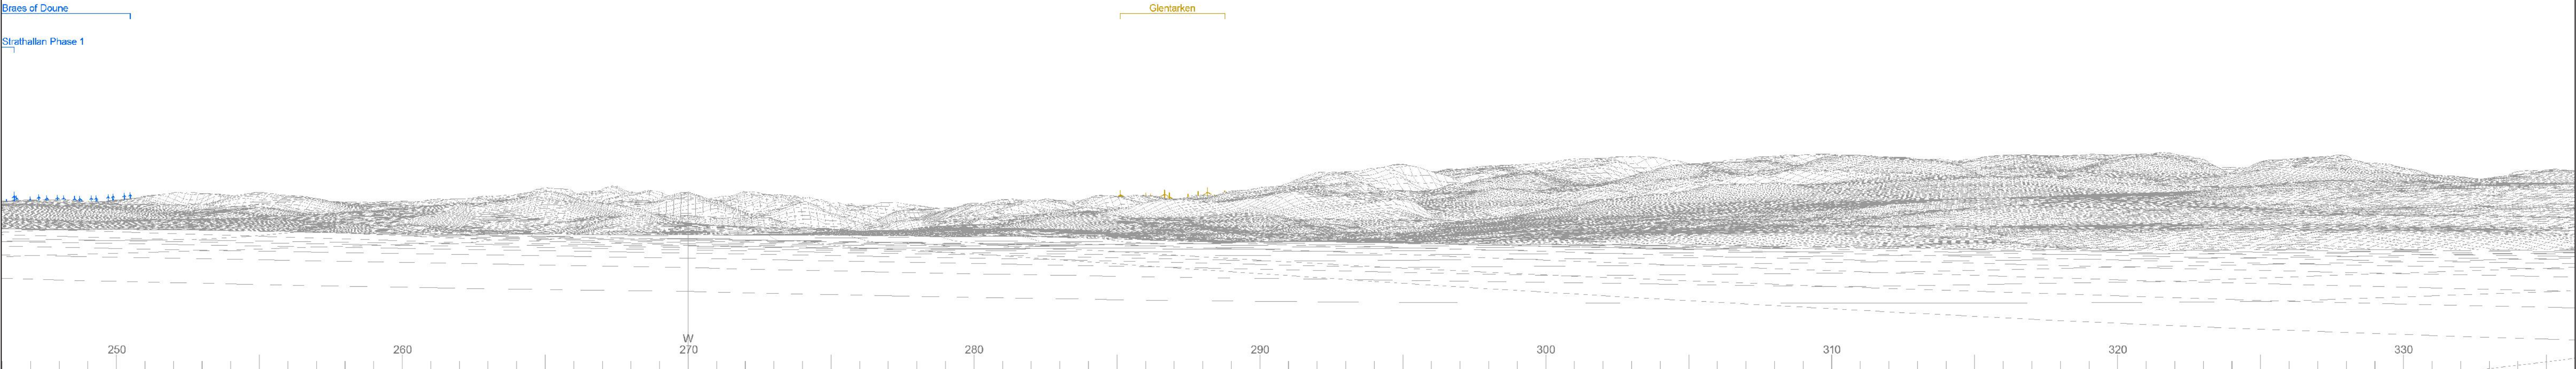 Braes of Doune
Glentarken
Strathallan Phase 1
W
250 260 270 280 290 300 310 320 330